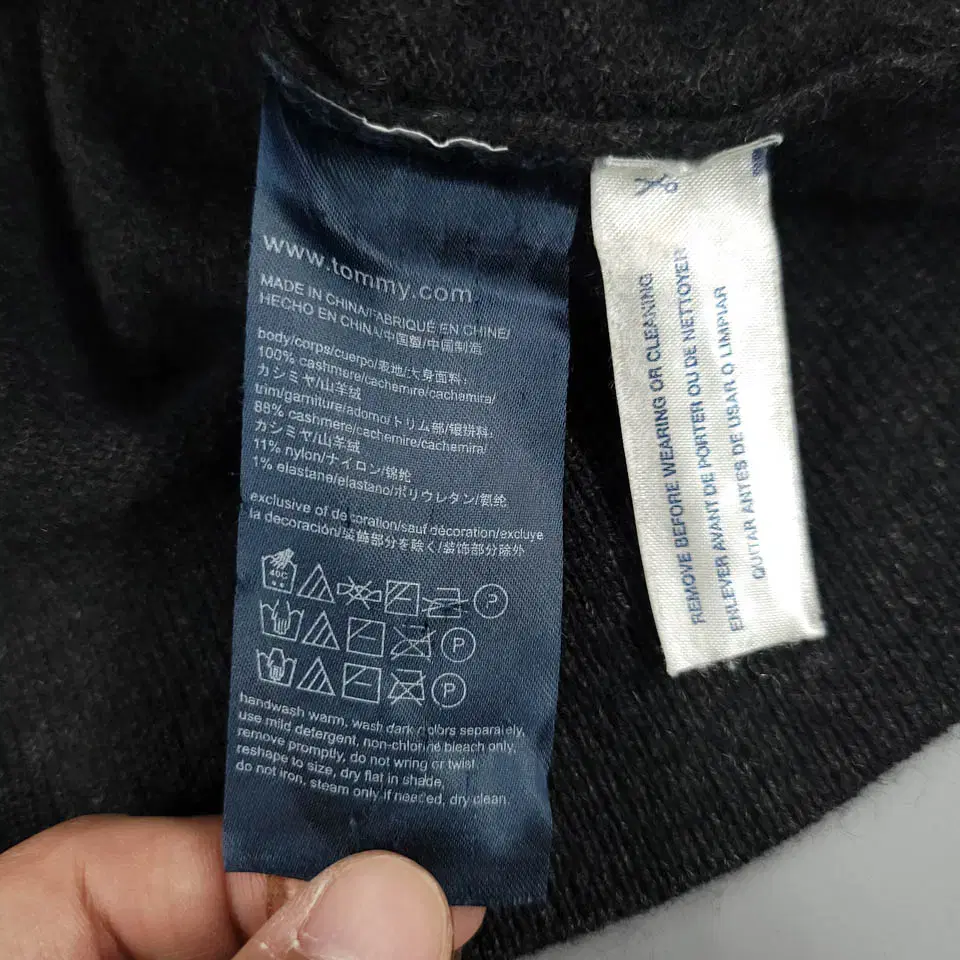 www.tommy.com
MADE IN CHINA/FABRIQUÉ EN CHINE/
HECHO EN CHINA/中国製/中国制造
body/corps/cuerpo/表地/大身面料:
100% cashmere/cachemire/cachemira/
カシミヤ/山羊绒
trim/garniture/adorno/トリム部/镶拼料:
88% cashmere/cachemire/cachemira/
カシミヤ/山羊绒
11% nylon/ナイロン/锦纶
1% elastane/elastano/ポリウレタン/氨纶
exclusive of decoration/sauf décoration/excluye
la decoración/装飾部分を除く/装饰部分除外
40C
P
P
P
handwash warm, wash dark colors separately,
use mild detergent, non-chlorine bleach only,
remove promptly, do not wring or twist
reshape to size, dry flat in shade,
do not iron, steam only if needed, dry clean.
REMOVE BEFORE WEARING OR CLEANING
ENLEVER AVANT DE PORTER OU DE NETTOYER
QUITAR ANTES DE USAR O LIMPIAR